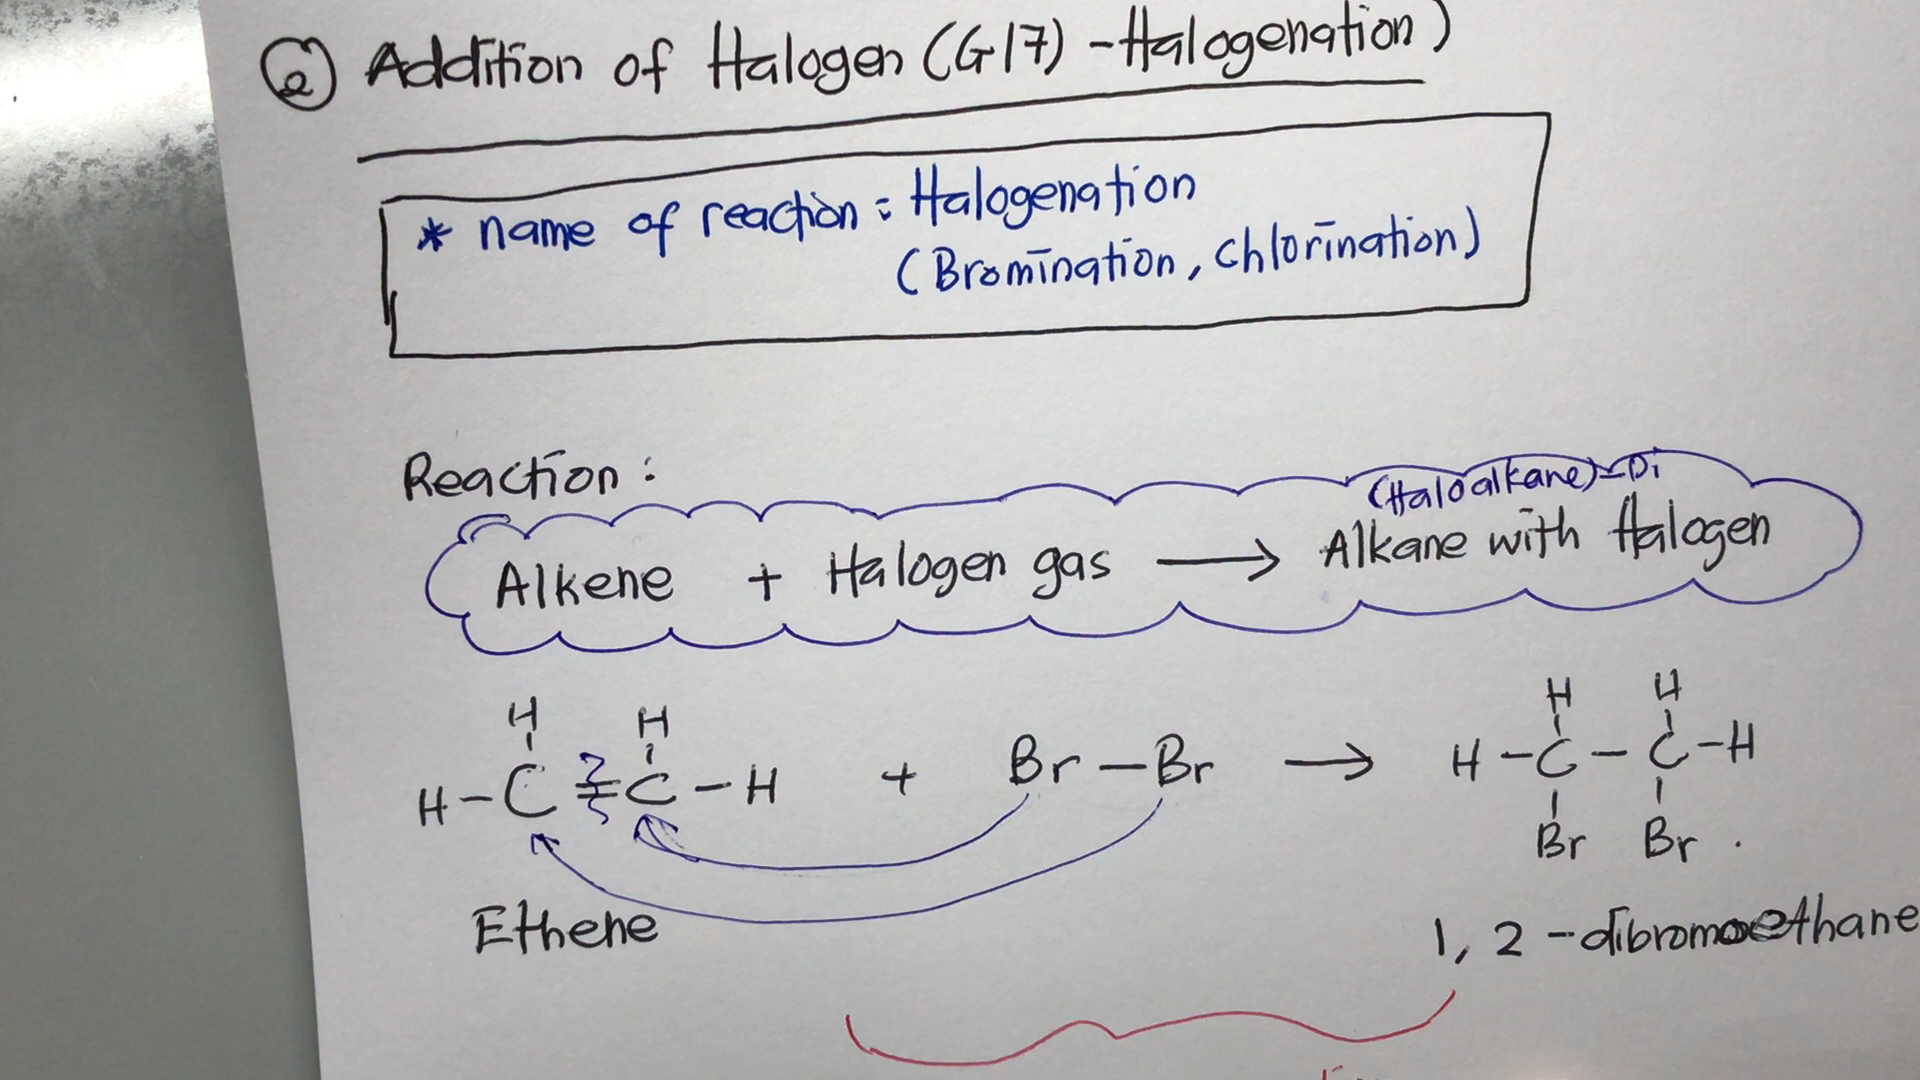 ② Addition of Halogen (G17) - Halogenation)
* name of reaction : Halogenation
(Bromination, chlorination)
Reaction :
(Haloalkane)-Di
Alkene + Halogen gas → Alkane with Halogen
H H H H
H-C=C-H + Br-Br → H-C-C-H
Br Br .
Ethene 1, 2 - dibromoethane